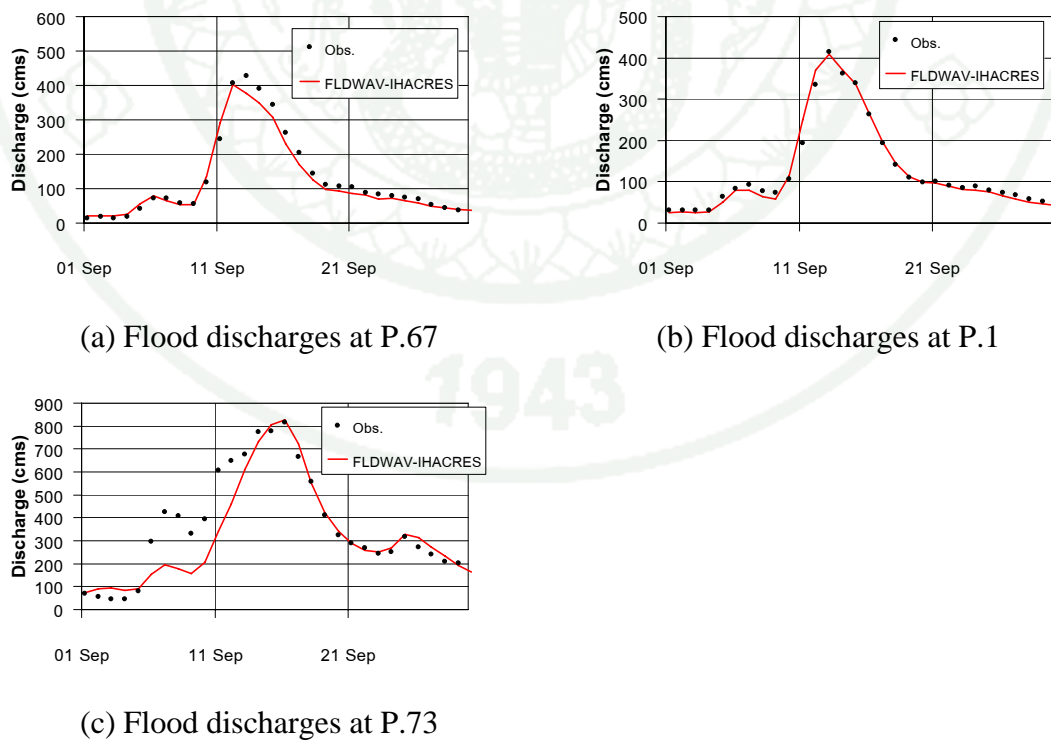 600
500
400
300
200
100
0
Discharge (cms)
Obs.
FLDWAV-IHACRES
01 Sep 11 Sep 21 Sep
(a) Flood discharges at P.67
500
400
300
200
100
0
Discharge (cms)
Obs.
FLDWAV-IHACRES
01 Sep 11 Sep 21 Sep
(b) Flood discharges at P.1
1943
900
800
700
600
500
400
300
200
100
0
Discharge (cms)
Obs.
FLDWAV-IHACRES
01 Sep 11 Sep 21 Sep
(c) Flood discharges at P.73